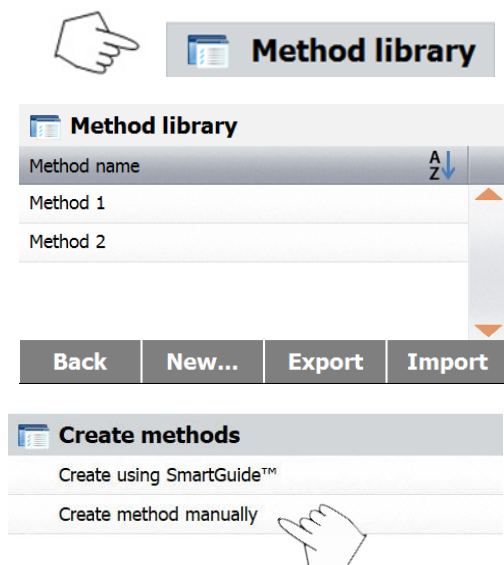 Method library
Method library
Method name A Z
Method 1
Method 2
Back New... Export Import
Create methods
Create using SmartGuide™
Create method manually